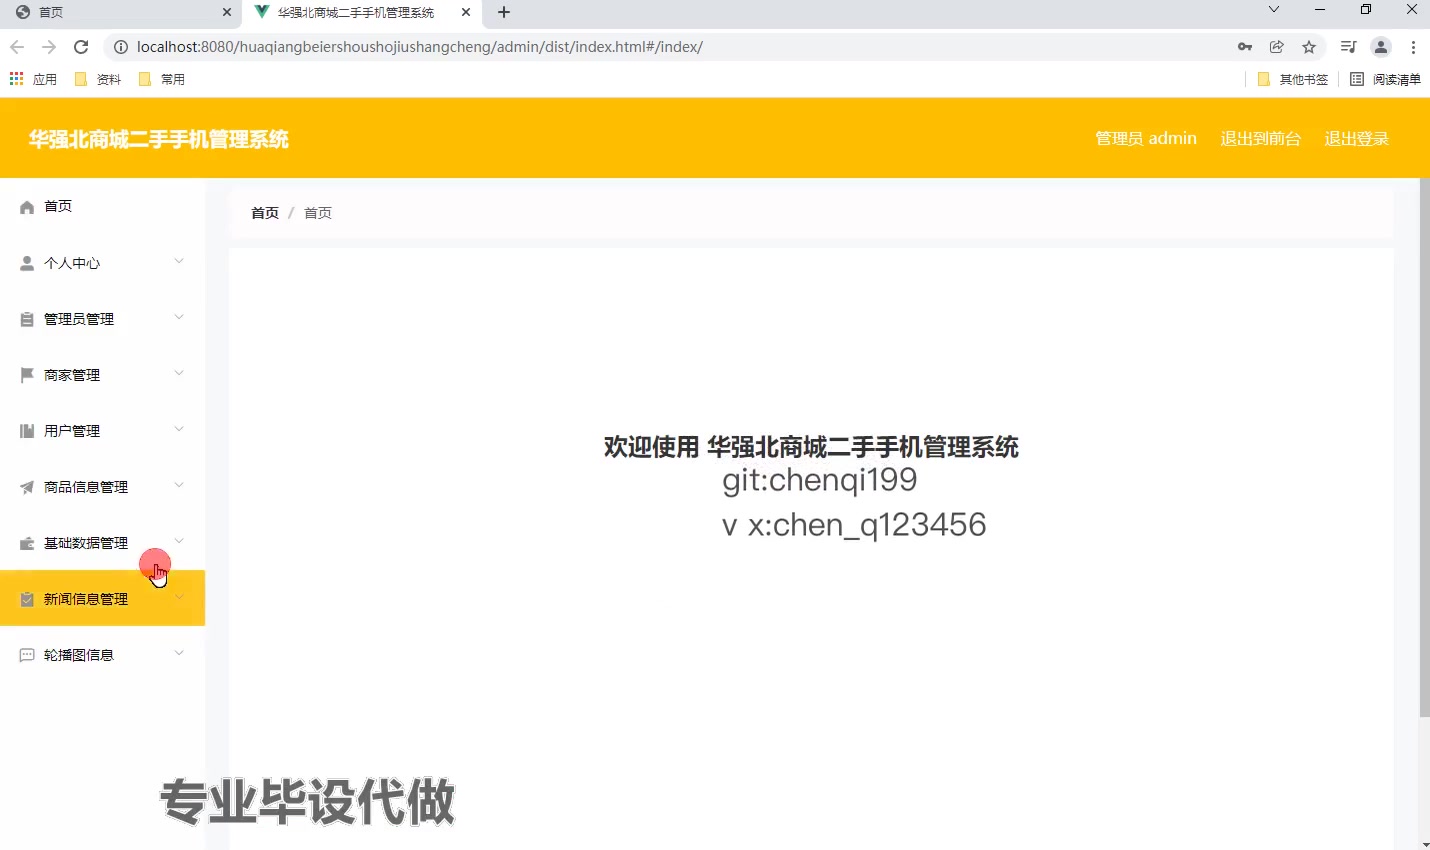 首页
华强北商城二手手机管理系统
localhost:8080/huaqiangbeiershoushojiushangcheng/admin/dist/index.html#/index/
应用 资料 常用 其他书签 阅读清单
华强北商城二手手机管理系统 管理员 admin 退出到前台 退出登录
首页
个人中心
管理员管理
商家管理
用户管理
商品信息管理
基础数据管理
新闻信息管理
轮播图信息
首页 / 首页
欢迎使用 华强北商城二手手机管理系统
git:chenqi199
v x:chen_q123456
专业毕设代做